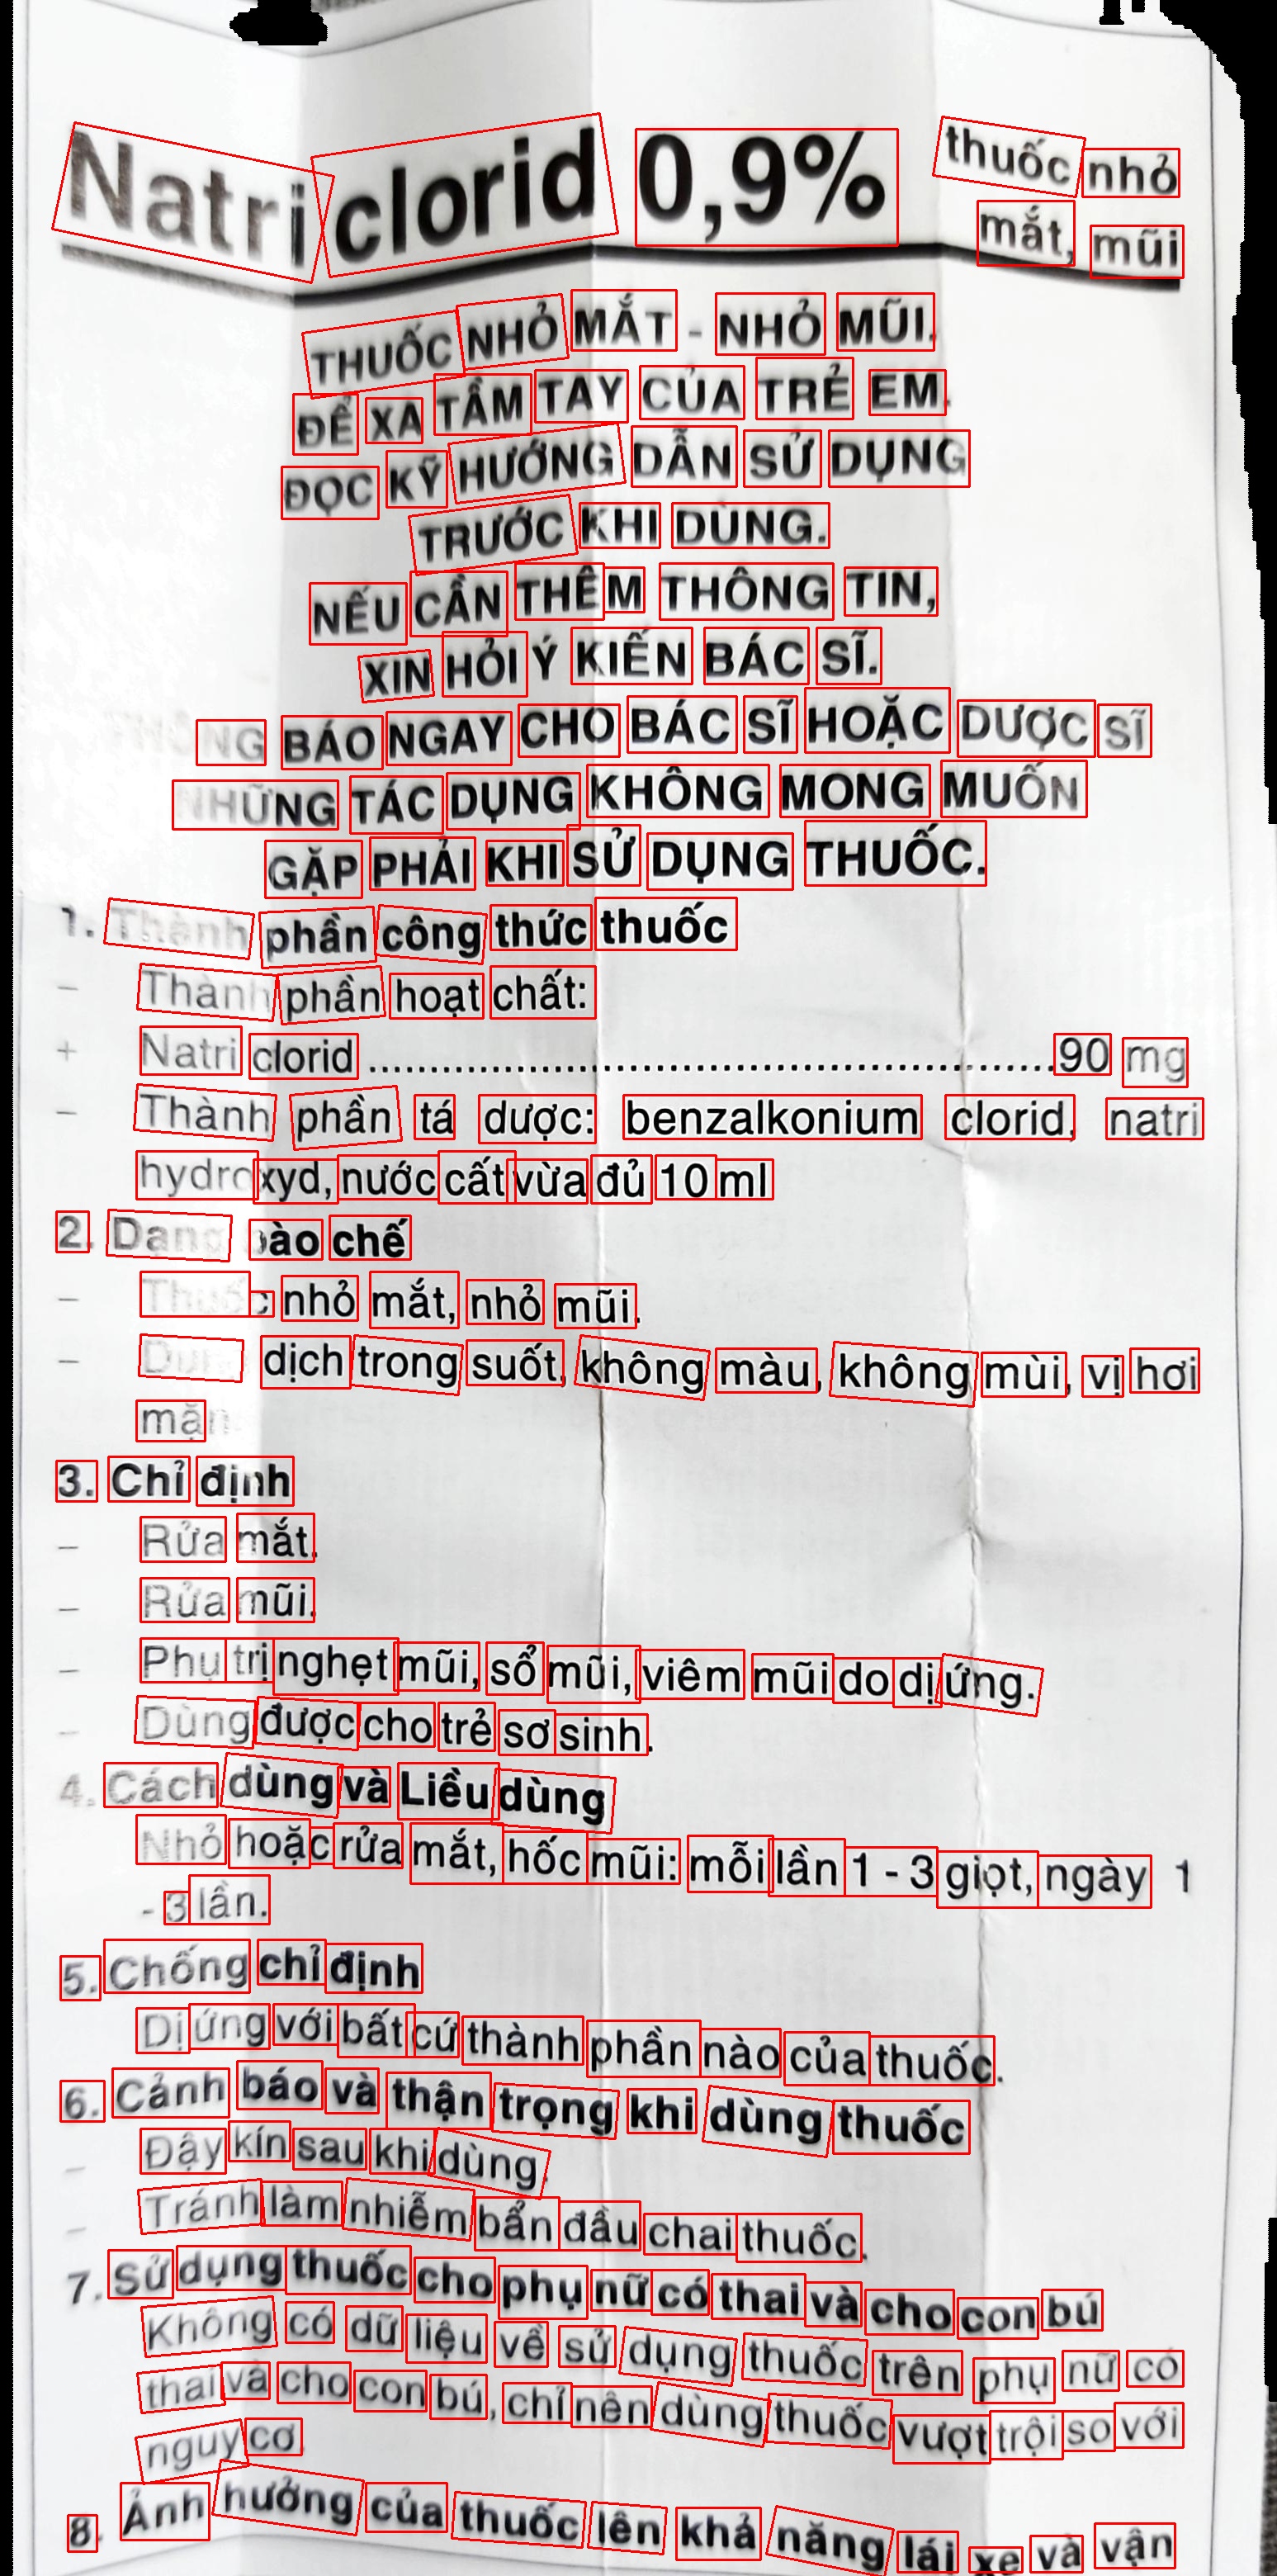 Natri clorid 0,9% thuốc nhỏ
mắt, mũi
THUỐC NHỎ MẮT - NHỎ MŨI.
ĐỂ XA TẦM TAY CỦA TRẺ EM.
ĐỌC KỸ HƯỚNG DẪN SỬ DỤNG
TRƯỚC KHI DÙNG.
NẾU CẦN THÊM THÔNG TIN,
XIN HỎI Ý KIẾN BÁC SĨ.
THÔNG BÁO NGAY CHO BÁC SĨ HOẶC DƯỢC SĨ
NHỮNG TÁC DỤNG KHÔNG MONG MUỐN
GẶP PHẢI KHI SỬ DỤNG THUỐC.
1. Thành phần công thức thuốc
– Thành phần hoạt chất:
+ Natri clorid ............................................................90 mg
– Thành phần tá dược: benzalkonium clorid, natri
hydroxyd, nước cất vừa đủ 10 ml
2. Dạng bào chế
– Thuốc nhỏ mắt, nhỏ mũi.
– Dung dịch trong suốt, không màu, không mùi, vị hơi
mặn
3. Chỉ định
– Rửa mắt.
– Rửa mũi.
– Phụ trị nghẹt mũi, sổ mũi, viêm mũi do dị ứng.
– Dùng được cho trẻ sơ sinh.
4. Cách dùng và Liều dùng
Nhỏ hoặc rửa mắt, hốc mũi: mỗi lần 1 - 3 giọt, ngày 1
- 3 lần.
5. Chống chỉ định
Dị ứng với bất cứ thành phần nào của thuốc.
6. Cảnh báo và thận trọng khi dùng thuốc
– Đậy kín sau khi dùng.
– Tránh làm nhiễm bẩn đầu chai thuốc.
7. Sử dụng thuốc cho phụ nữ có thai và cho con bú
Không có dữ liệu về sử dụng thuốc trên phụ nữ có
thai và cho con bú, chỉ nên dùng thuốc vượt trội so với
nguy cơ.
8. Ảnh hưởng của thuốc lên khả năng lái xe và vận